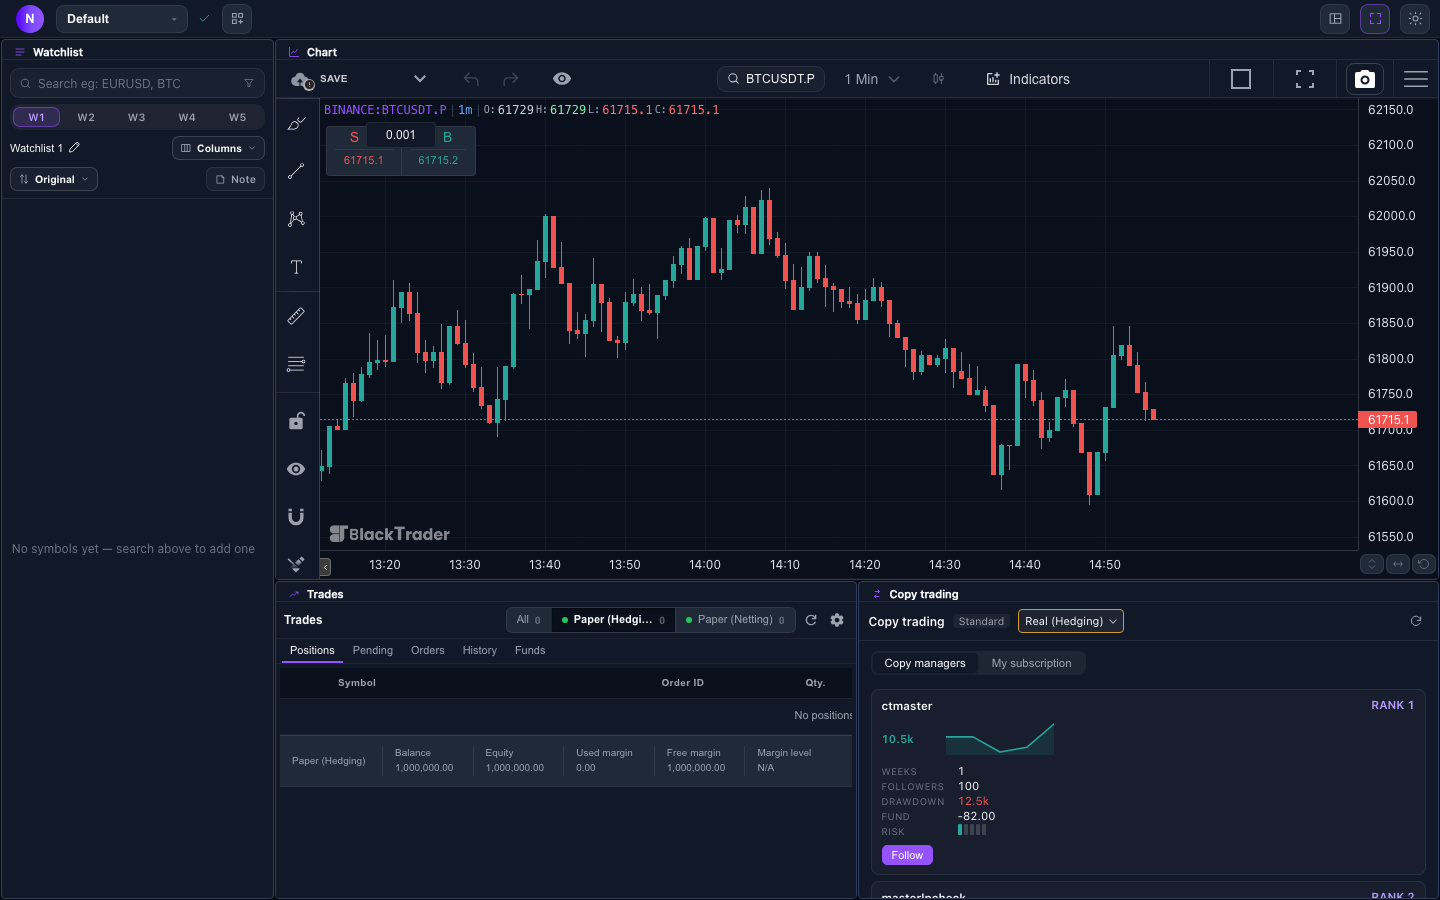 N Default
Watchlist
Search eg: EURUSD, BTC
W1 W2 W3 W4 W5
Watchlist 1 Columns
Original Note
No symbols yet — search above to add one
Chart
SAVE BTCUSDT.P 1 Min Indicators
BINANCE:BTCUSDT.P 1m O:61729 H:61729 L:61715.1 C:61715.1
S 0.001 B
61715.1 61715.2
62150.0
62100.0
62050.0
62000.0
61950.0
61900.0
61850.0
61800.0
61750.0
61715.1
61700.0
61650.0
61600.0
61550.0
BlackTrader
13:20 13:30 13:40 13:50 14:00 14:10 14:20 14:30 14:40 14:50
Trades
Trades All 0 Paper (Hedgi... 0 Paper (Netting) 0
Positions Pending Orders History Funds
Symbol Order ID Qty.
No positions
Paper (Hedging)
Balance Equity Used margin Free margin Margin level
1,000,000.00 1,000,000.00 0.00 1,000,000.00 N/A
Copy trading
Copy trading Standard Real (Hedging)
Copy managers My subscription
ctmaster RANK 1
10.5k
WEEKS 1
FOLLOWERS 100
DRAWDOWN 12.5k
FUND -82.00
RISK
Follow
RANK 2